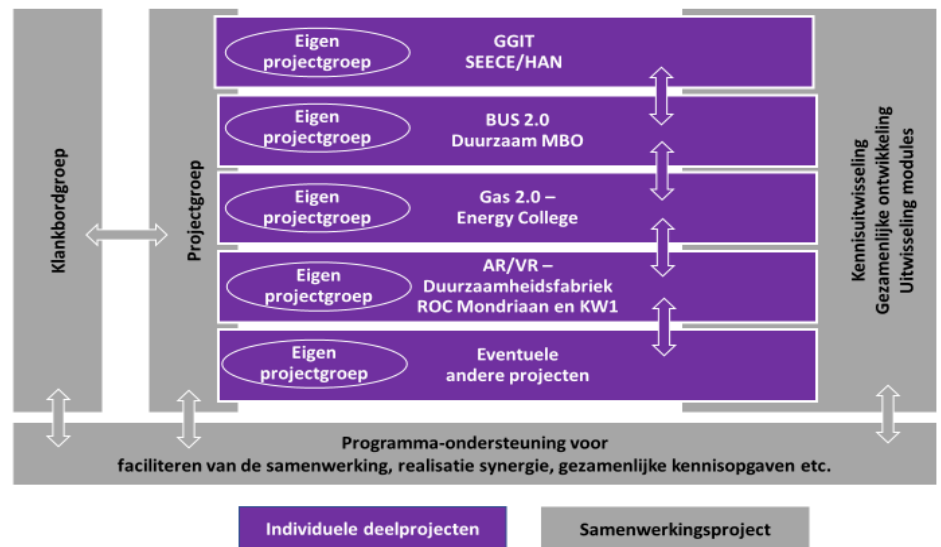 Klankbordgroep
Projectgroep
Eigen
projectgroep
GGIT
SEECE/HAN
Eigen
projectgroep
BUS 2.0
Duurzaam MBO
Eigen
projectgroep
Gas 2.0 –
Energy College
Eigen
projectgroep
AR/VR –
Duurzaamheidsfabriek
ROC Mondriaan en KW1
Eigen
projectgroep
Eventuele
andere projecten
Kennisuitwisseling
Gezamenlijke ontwikkeling
Uitwisseling modules
Programma-ondersteuning voor
faciliteren van de samenwerking, realisatie synergie, gezamenlijke kennisopgaven etc.
Individuele deelprojecten
Samenwerkingsproject